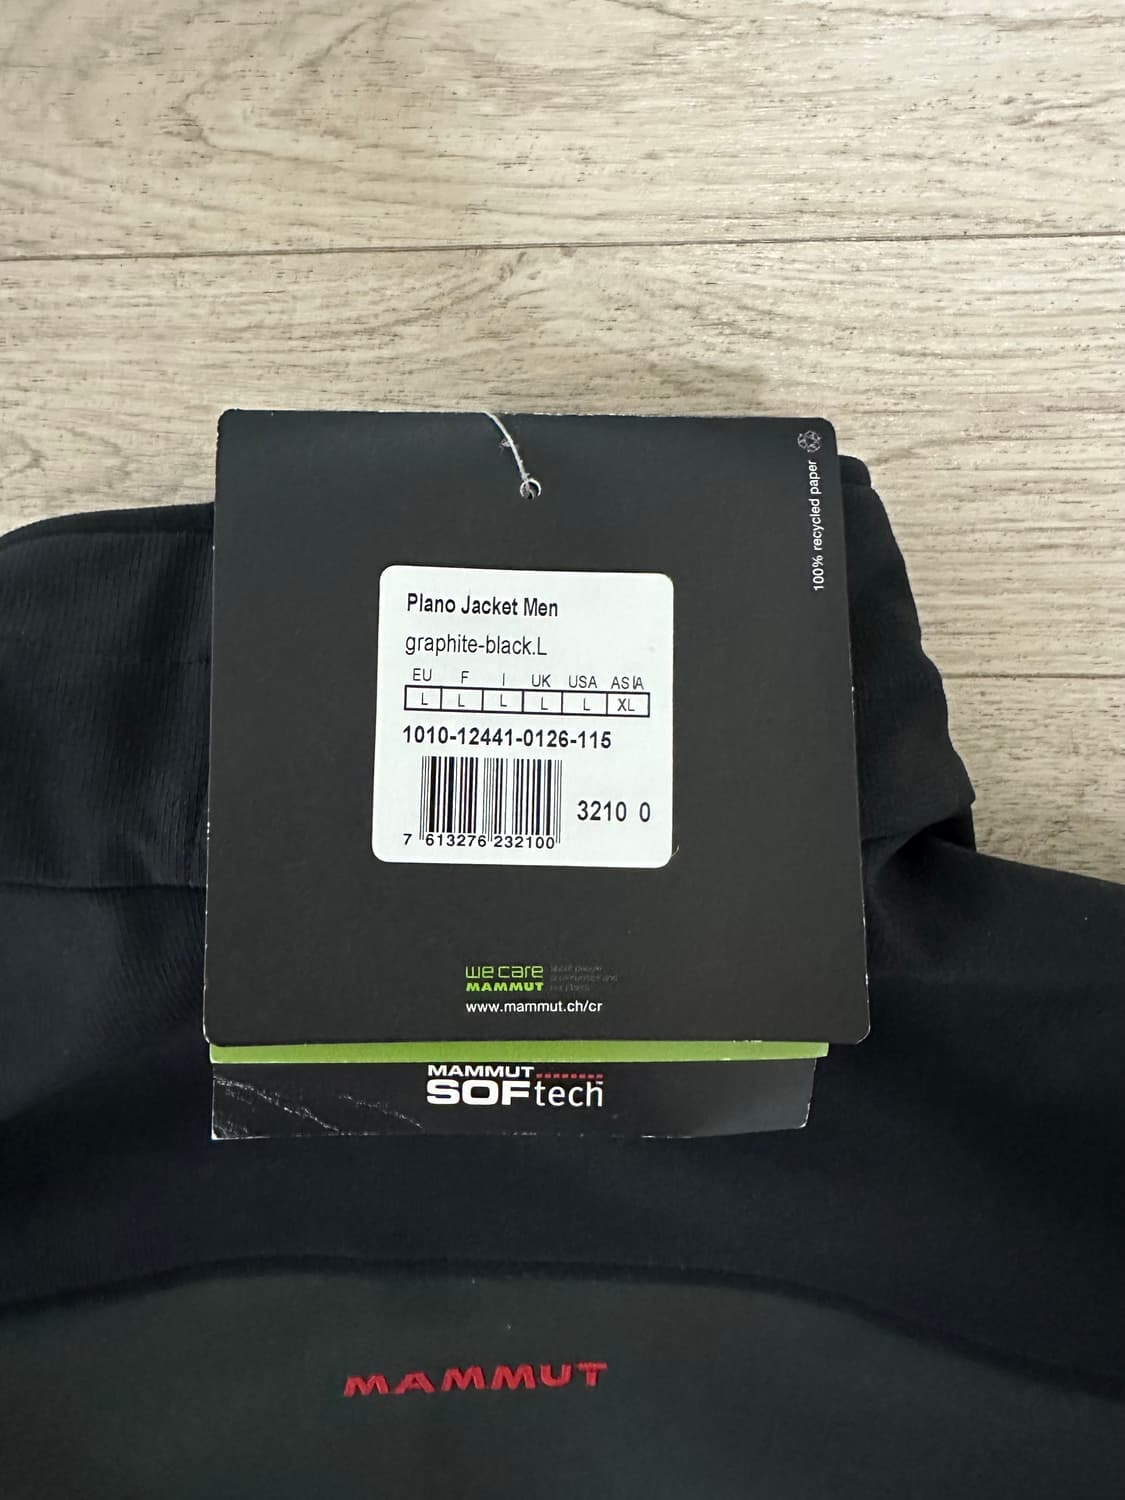 100% recycled paper
Plano Jacket Men
graphite-black.L
EU F I UK USA ASIA
L L L L L XL
1010-12441-0126-115
3210 0
7 613276 232100
we care
MAMMUT
www.mammut.ch/cr
MAMMUT
SOFtech
MAMMUT